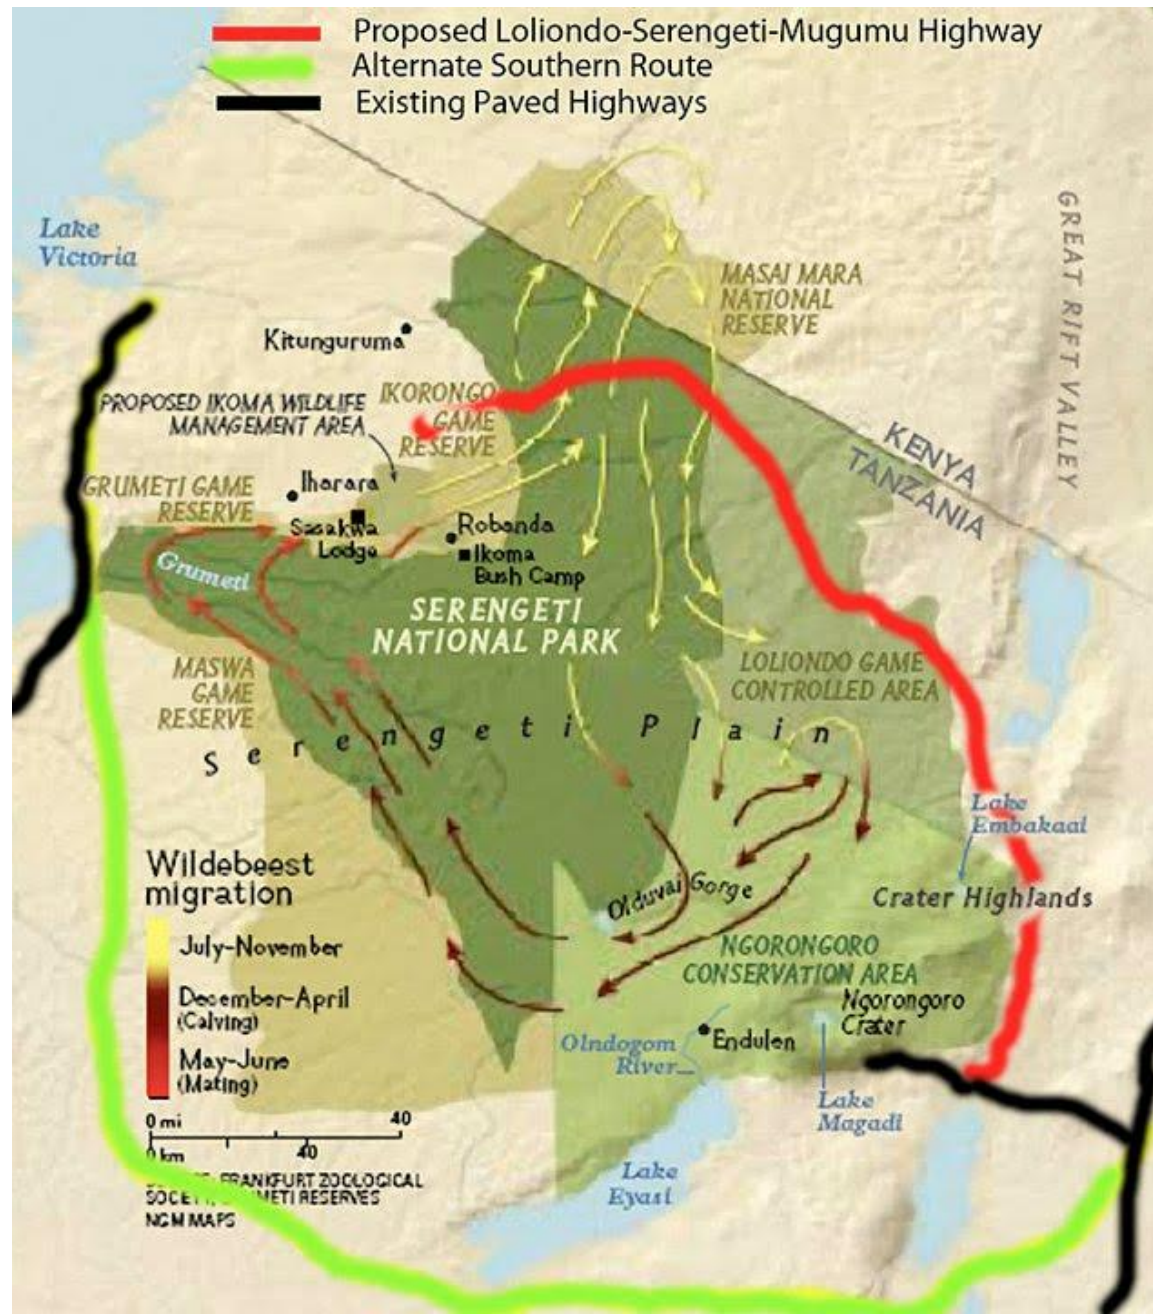 Proposed Loliondo-Serengeti-Mugumu Highway
Alternate Southern Route
Existing Paved Highways
Lake
Victoria
GREAT RIFT VALLEY
MASAI MARA
NATIONAL
RESERVE
Kitunguruma
PROPOSED IKOMA WILDLIFE
MANAGEMENT AREA
IKORONGO
GAME
RESERVE
KENYA
TANZANIA
GRUMETI GAME
RESERVE
Iharara
Sasakwa
Lodge
Robanda
Ikoma
Bush Camp
Grumeti
SERENGETI
NATIONAL PARK
MASWA
GAME
RESERVE
LOLIONDO GAME
CONTROLLED AREA
Serengeti Plain
Lake
Embakaai
Crater Highlands
Olduvai Gorge
NGORONGORO
CONSERVATION AREA
Ngorongoro
Crater
Olndogom
River
Endulen
Lake
Magadi
Lake
Eyasi
Wildebeest
migration
July-November
December-April
(Calving)
May-June
(Mating)
0 mi 40
0 km 40
FRANKFURT ZOOLOGICAL
RESERVES
NGM MAPS